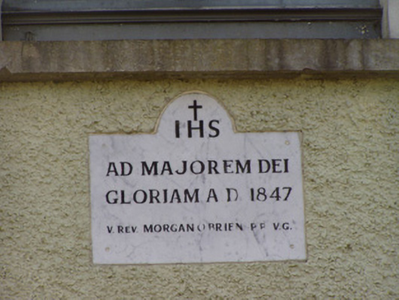 IHS
AD MAJOREM DEI
GLORIAM A D. 1847
V. REV. MORGAN O BRIEN P.P. V.G.